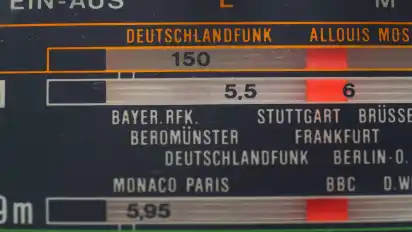 EIN-AUS L M
DEUTSCHLANDFUNK ALLOUIS MOS
150
5,5 6
BAYER.RFK. STUTTGART BRÜSSE
BEROMÜNSTER FRANKFURT
DEUTSCHLANDFUNK BERLIN-O.
MONACO PARIS BBC D.W
9m 5,95